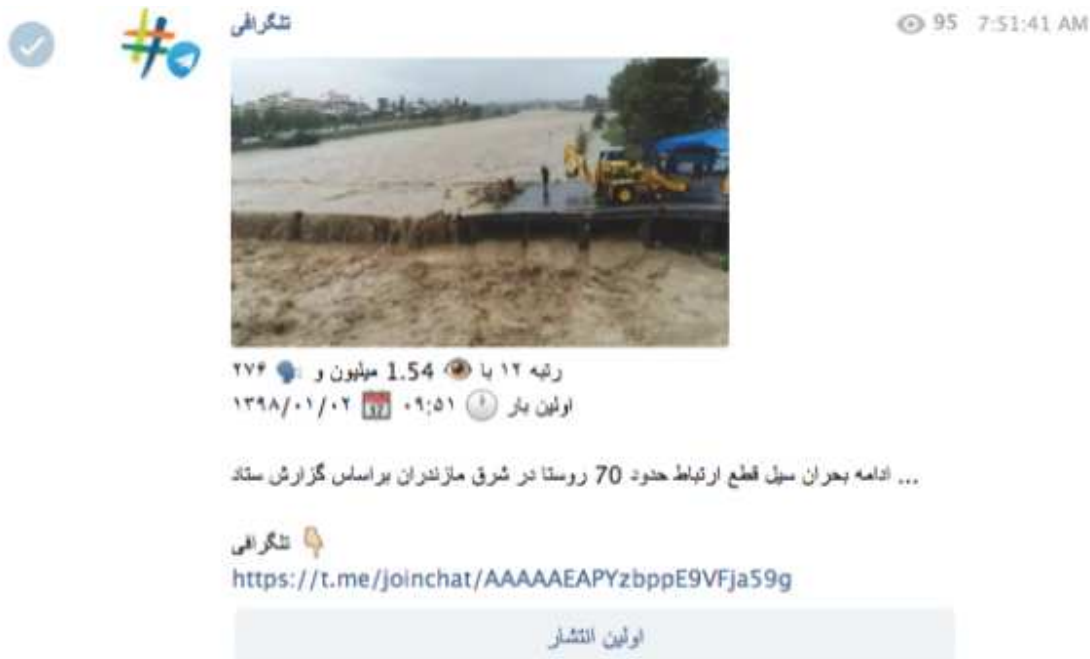 تلگرافی
95 7:51:41 AM
رتبه ۱۲ با 👁 1.54 میلیون و 🗣 ۲۷۶
اولین بار 🕐 ۰۹:۵۱ 📅 ۱۳۹۸/۰۱/۰۲
... ادامه بحران سیل قطع ارتباط حدود 70 روستا در شرق مازندران براساس گزارش ستاد
👇 تلگرافی
https://t.me/joinchat/AAAAAEAPYzbppE9VFja59g
اولین انتشار